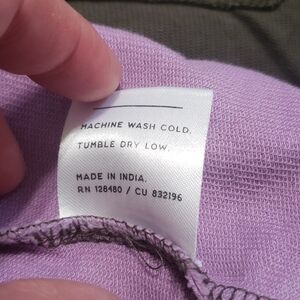 MACHINE WASH COLD.
TUMBLE DRY LOW.
MADE IN INDIA.
RN 128480 / CU 832196